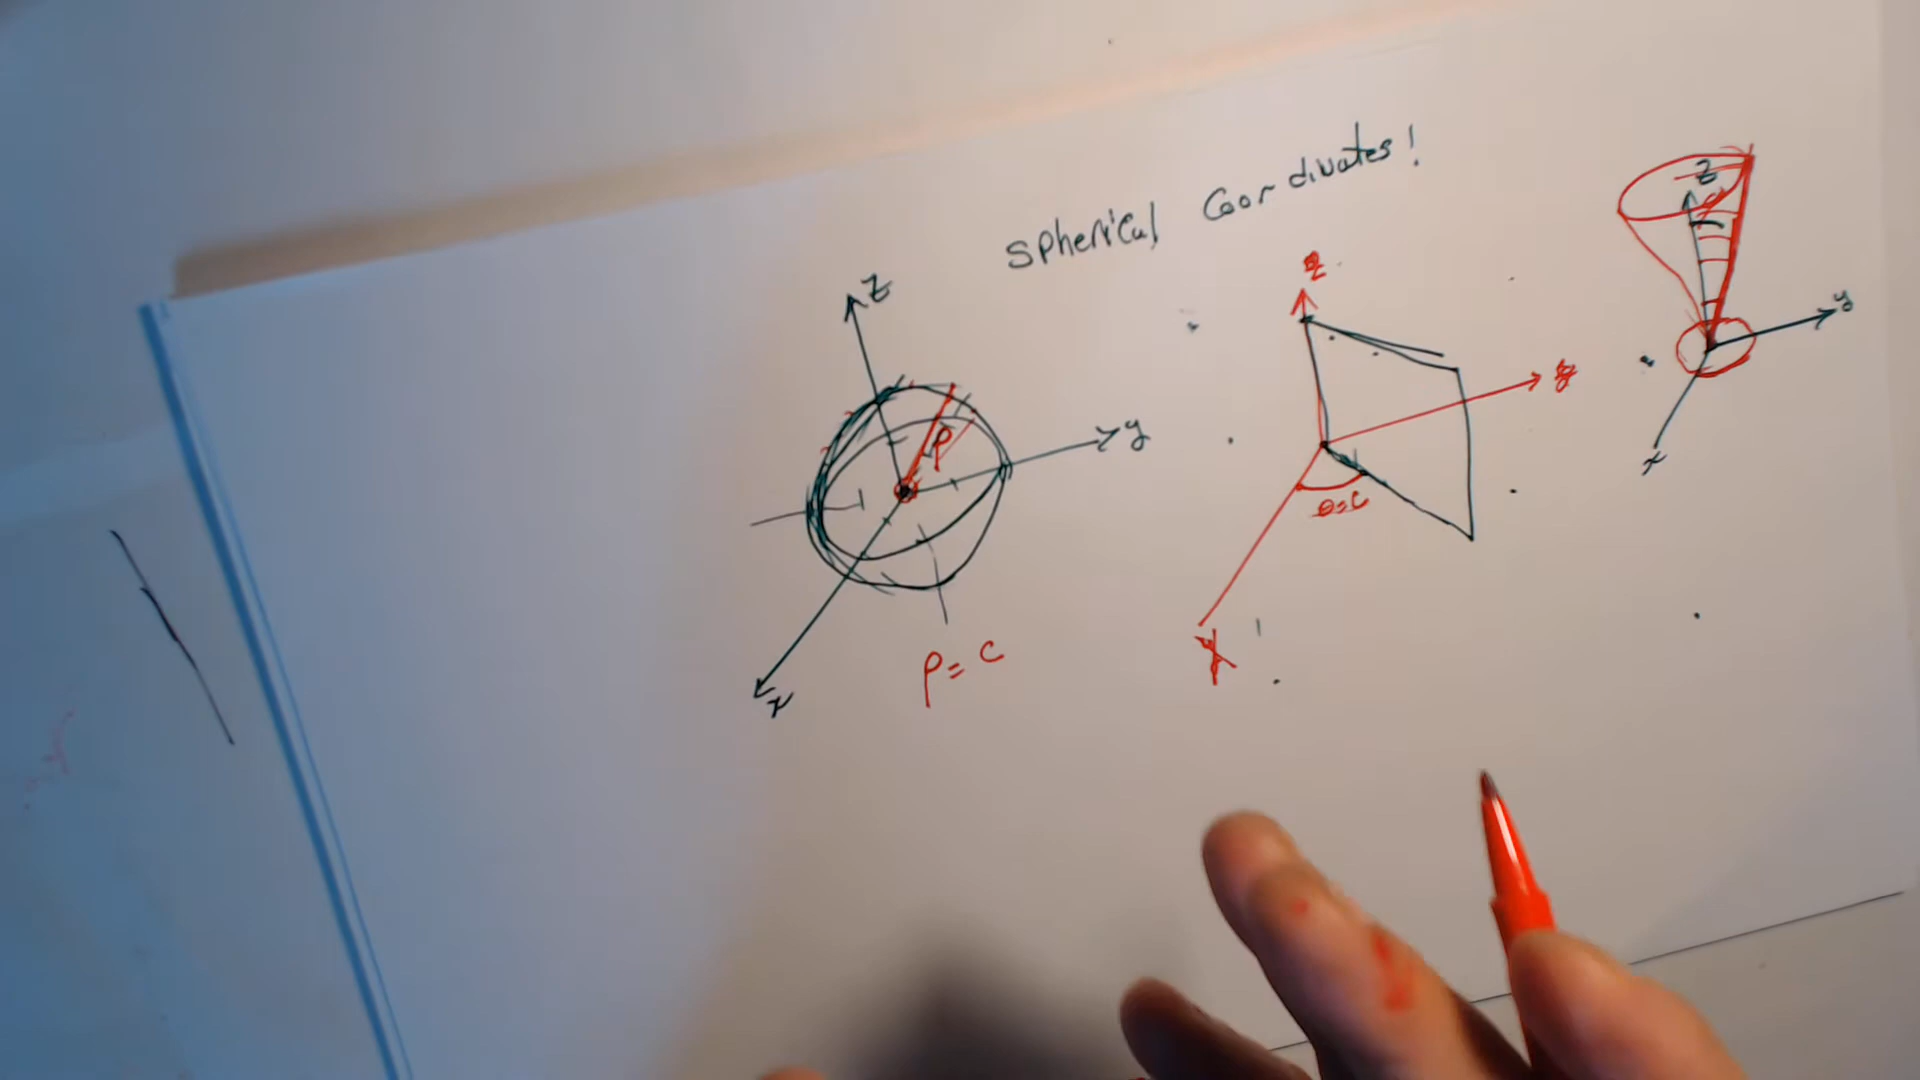 Spherical Coordinates!
z
y
x
ρ
ρ = c
z
y
x
θ=c
z
y
x